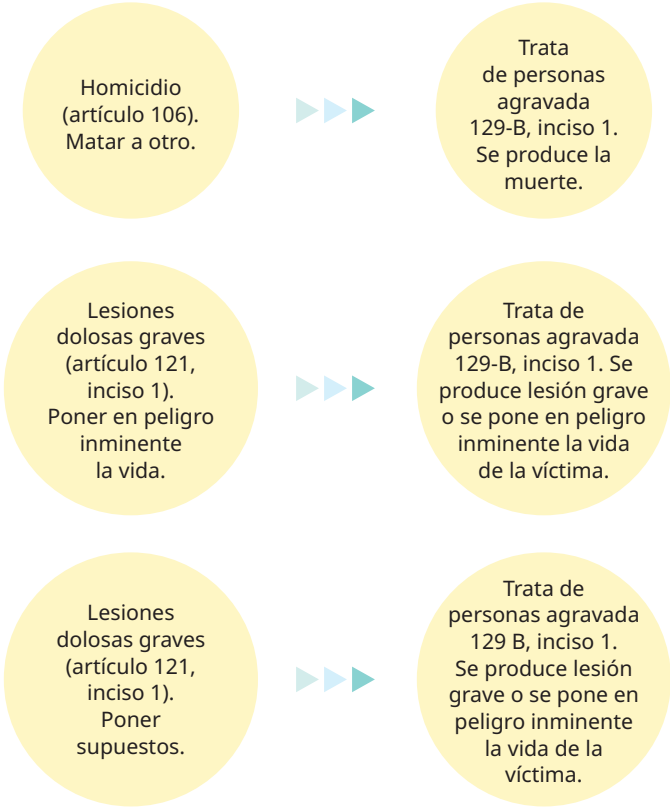 Homicidio
(artículo 106).
Matar a otro.
Trata
de personas
agravada
129-B, inciso 1.
Se produce la
muerte.
Lesiones
dolosas graves
(artículo 121,
inciso 1).
Poner en peligro
inminente
la vida.
Trata de
personas agravada
129-B, inciso 1. Se
produce lesión grave
o se pone en peligro
inminente la vida
de la víctima.
Lesiones
dolosas graves
(artículo 121,
inciso 1).
Poner
supuestos.
Trata de
personas agravada
129 B, inciso 1.
Se produce lesión
grave o se pone en
peligro inminente
la vida de la
víctima.